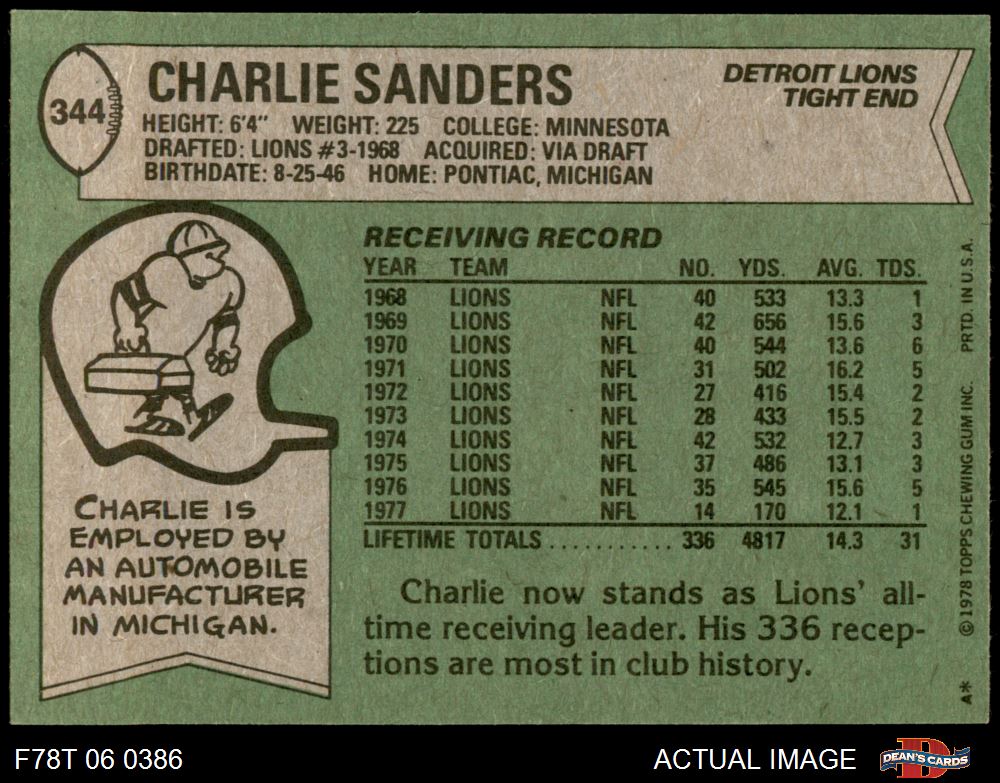 344
CHARLIE SANDERS
DETROIT LIONS
TIGHT END
HEIGHT: 6'4" WEIGHT: 225 COLLEGE: MINNESOTA
DRAFTED: LIONS #3-1968 ACQUIRED: VIA DRAFT
BIRTHDATE: 8-25-46 HOME: PONTIAC, MICHIGAN
RECEIVING RECORD
YEAR TEAM NO. YDS. AVG. TDS.
1968 LIONS NFL 40 533 13.3 1
1969 LIONS NFL 42 656 15.6 3
1970 LIONS NFL 40 544 13.6 6
1971 LIONS NFL 31 502 16.2 5
1972 LIONS NFL 27 416 15.4 2
1973 LIONS NFL 28 433 15.5 2
1974 LIONS NFL 42 532 12.7 3
1975 LIONS NFL 37 486 13.1 3
1976 LIONS NFL 35 545 15.6 5
1977 LIONS NFL 14 170 12.1 1
LIFETIME TOTALS........... 336 4817 14.3 31
CHARLIE IS
EMPLOYED BY
AN AUTOMOBILE
MANUFACTURER
IN MICHIGAN.
Charlie now stands as Lions' all-
time receiving leader. His 336 recep-
tions are most in club history.
A* © 1978 TOPPS CHEWING GUM INC. PRTD. IN U.S.A.
F78T 06 0386
ACTUAL IMAGE
DEAN'S CARDS